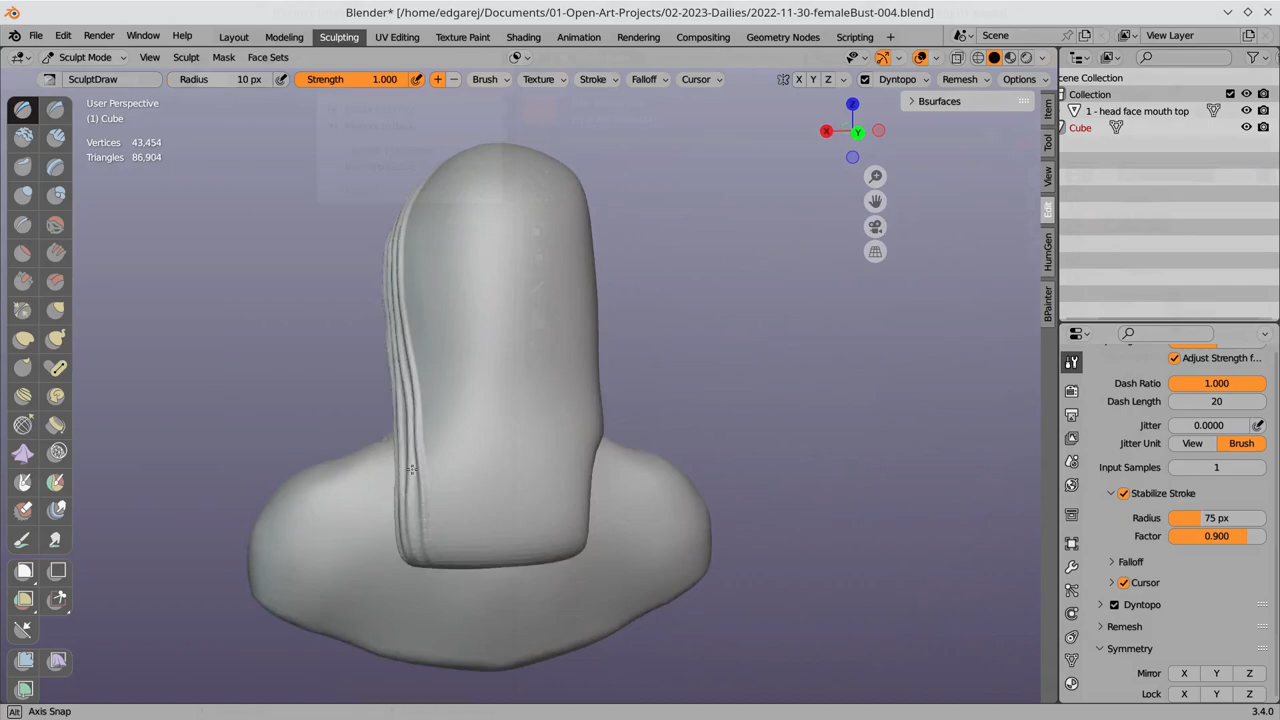 Blender* [/home/edgarej/Documents/01-Open-Art-Projects/02-2023-Dailies/2022-11-30-femaleBust-004.blend]
File Edit Render Window Help Layout Modeling Sculpting UV Editing Texture Paint Shading Animation Rendering Compositing Geometry Nodes Scripting Scene View Layer
Sculpt Mode View Sculpt Mask Face Sets
SculptDraw Radius 10 px Strength 1.000 Brush Texture Stroke Falloff Cursor X Y Z Dyntopo Remesh Options
cene Collection
Collection
1 - head face mouth top
Cube
User Perspective
(1) Cube
Vertices 43,454
Triangles 86,904
Bsurfaces
Z
X
Y
Item
Tool
View
Edit
HumGen
BPainter
Adjust Strength f...
Dash Ratio 1.000
Dash Length 20
Jitter 0.0000
Jitter Unit View Brush
Input Samples 1
Stabilize Stroke
Radius 75 px
Factor 0.900
Falloff
Cursor
Dyntopo
Remesh
Symmetry
Mirror X Y Z
Lock X Y Z
Alt Axis Snap 3.4.0